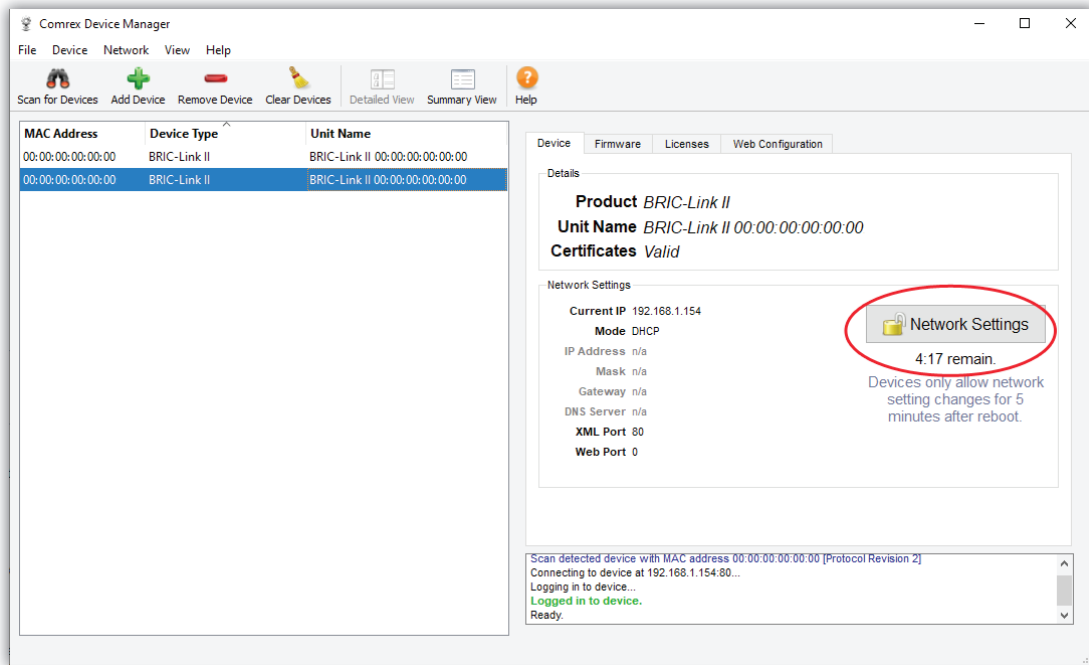 Comrex Device Manager
File Device Network View Help
Scan for Devices Add Device Remove Device Clear Devices Detailed View Summary View Help
MAC Address Device Type Unit Name
00:00:00:00:00:00 BRIC-Link II BRIC-Link II 00:00:00:00:00:00
00:00:00:00:00:00 BRIC-Link II BRIC-Link II 00:00:00:00:00:00
Device Firmware Licenses Web Configuration
Details
Product BRIC-Link II
Unit Name BRIC-Link II 00:00:00:00:00:00
Certificates Valid
Network Settings
Current IP 192.168.1.154
Mode DHCP
IP Address n/a
Mask n/a
Gateway n/a
DNS Server n/a
XML Port 80
Web Port 0
Network Settings
4:17 remain.
Devices only allow network
setting changes for 5
minutes after reboot.
Scan detected device with MAC address 00:00:00:00:00:00 [Protocol Revision 2]
Connecting to device at 192.168.1.154:80...
Logging in to device...
Logged in to device.
Ready.